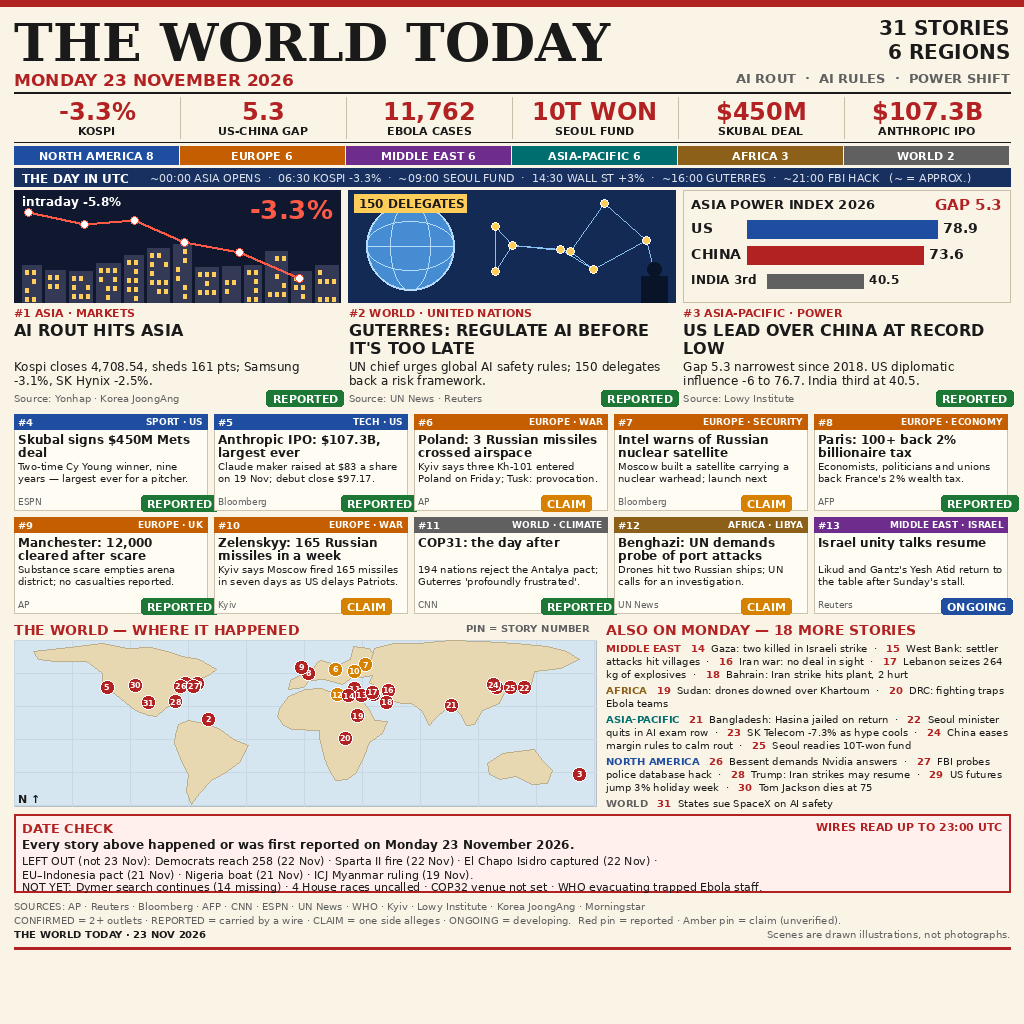 THE WORLD TODAY
31 STORIES
6 REGIONS
MONDAY 23 NOVEMBER 2026
AI ROUT · AI RULES · POWER SHIFT
-3.3%
KOSPI
5.3
US-CHINA GAP
11,762
EBOLA CASES
10T WON
SEOUL FUND
$450M
SKUBAL DEAL
$107.3B
ANTHROPIC IPO
NORTH AMERICA 8
EUROPE 6
MIDDLE EAST 6
ASIA-PACIFIC 6
AFRICA 3
WORLD 2
THE DAY IN UTC ~00:00 ASIA OPENS · 06:30 KOSPI -3.3% · ~09:00 SEOUL FUND · 14:30 WALL ST +3% · ~16:00 GUTERRES · ~21:00 FBI HACK (~ = APPROX.)
intraday -5.8%
-3.3%
150 DELEGATES
ASIA POWER INDEX 2026
GAP 5.3
US 78.9
CHINA 73.6
INDIA 3rd 40.5
#1 ASIA · MARKETS
AI ROUT HITS ASIA
Kospi closes 4,708.54, sheds 161 pts; Samsung
-3.1%, SK Hynix -2.5%.
Source: Yonhap · Korea JoongAng
REPORTED
#2 WORLD · UNITED NATIONS
GUTERRES: REGULATE AI BEFORE
IT'S TOO LATE
UN chief urges global AI safety rules; 150 delegates
back a risk framework.
Source: UN News · Reuters
REPORTED
#3 ASIA-PACIFIC · POWER
US LEAD OVER CHINA AT RECORD
LOW
Gap 5.3 narrowest since 2018. US diplomatic
influence -6 to 76.7. India third at 40.5.
Source: Lowy Institute
REPORTED
#4 SPORT · US
Skubal signs $450M Mets
deal
Two-time Cy Young winner, nine
years — largest ever for a pitcher.
ESPN
REPORTED
#5 TECH · US
Anthropic IPO: $107.3B,
largest ever
Claude maker raised at $83 a share
on 19 Nov; debut close $97.17.
Bloomberg
REPORTED
#6 EUROPE · WAR
Poland: 3 Russian missiles
crossed airspace
Kyiv says three Kh-101 entered
Poland on Friday; Tusk: provocation.
AP
CLAIM
#7 EUROPE · SECURITY
Intel warns of Russian
nuclear satellite
Moscow built a satellite carrying a
nuclear warhead; launch next
Bloomberg
CLAIM
#8 EUROPE · ECONOMY
Paris: 100+ back 2%
billionaire tax
Economists, politicians and unions
back France's 2% wealth tax.
AFP
REPORTED
#9 EUROPE · UK
Manchester: 12,000
cleared after scare
Substance scare empties arena
district; no casualties reported.
AP
REPORTED
#10 EUROPE · WAR
Zelenskyy: 165 Russian
missiles in a week
Kyiv says Moscow fired 165 missiles
in seven days as US delays Patriots.
Kyiv
CLAIM
#11 WORLD · CLIMATE
COP31: the day after
194 nations reject the Antalya pact;
Guterres 'profoundly frustrated'.
CNN
REPORTED
#12 AFRICA · LIBYA
Benghazi: UN demands
probe of port attacks
Drones hit two Russian ships; UN
calls for an investigation.
UN News
CLAIM
#13 MIDDLE EAST · ISRAEL
Israel unity talks resume
Likud and Gantz's Yesh Atid return to
the table after Sunday's stall.
Reuters
ONGOING
THE WORLD — WHERE IT HAPPENED
PIN = STORY NUMBER
5
30
31
26
27
28
2
9
8
6
10
7
12
14
13
17
16
18
19
20
21
24
25
22
3
N ↑
ALSO ON MONDAY — 18 MORE STORIES
MIDDLE EAST 14 Gaza: two killed in Israeli strike · 15 West Bank: settler
attacks hit villages · 16 Iran war: no deal in sight · 17 Lebanon seizes 264
kg of explosives · 18 Bahrain: Iran strike hits plant, 2 hurt
AFRICA 19 Sudan: drones downed over Khartoum · 20 DRC: fighting traps
Ebola teams
ASIA-PACIFIC 21 Bangladesh: Hasina jailed on return · 22 Seoul minister
quits in AI exam row · 23 SK Telecom -7.3% as hype cools · 24 China eases
margin rules to calm rout · 25 Seoul readies 10T-won fund
NORTH AMERICA 26 Bessent demands Nvidia answers · 27 FBI probes
police database hack · 28 Trump: Iran strikes may resume · 29 US futures
jump 3% holiday week · 30 Tom Jackson dies at 75
WORLD 31 States sue SpaceX on AI safety
DATE CHECK
WIRES READ UP TO 23:00 UTC
Every story above happened or was first reported on Monday 23 November 2026.
LEFT OUT (not 23 Nov): Democrats reach 258 (22 Nov) · Sparta II fire (22 Nov) · El Chapo Isidro captured (22 Nov) ·
EU–Indonesia pact (21 Nov) · Nigeria boat (21 Nov) · ICJ Myanmar ruling (19 Nov).
NOT YET: Dymer search continues (14 missing) · 4 House races uncalled · COP32 venue not set · WHO evacuating trapped Ebola staff.
SOURCES: AP · Reuters · Bloomberg · AFP · CNN · ESPN · UN News · WHO · Kyiv · Lowy Institute · Korea JoongAng · Morningstar
CONFIRMED = 2+ outlets · REPORTED = carried by a wire · CLAIM = one side alleges · ONGOING = developing. Red pin = reported · Amber pin = claim (unverified).
THE WORLD TODAY · 23 NOV 2026
Scenes are drawn illustrations, not photographs.